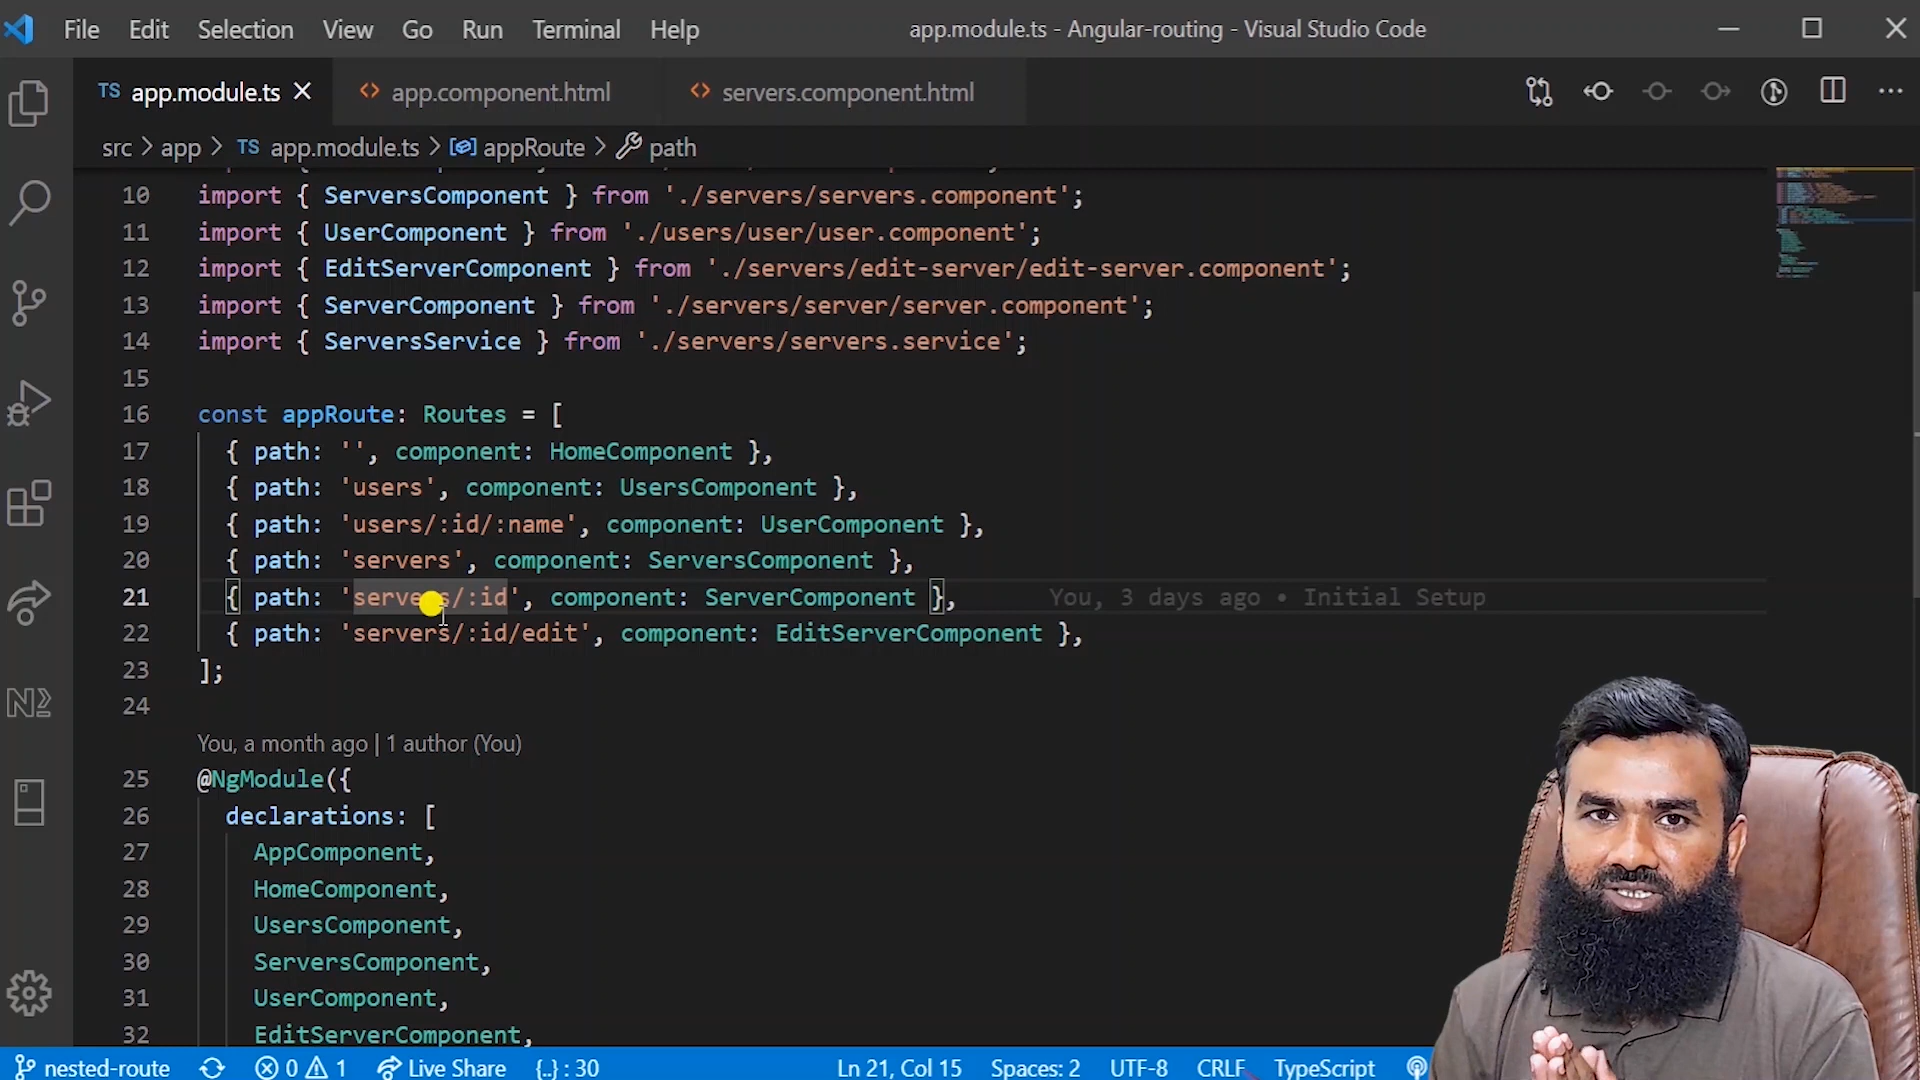 File Edit Selection View Go Run Terminal Help app.module.ts - Angular-routing - Visual Studio Code
TS app.module.ts app.component.html servers.component.html
src > app > TS app.module.ts > appRoute > path
10 import { ServersComponent } from './servers/servers.component';
11 import { UserComponent } from './users/user/user.component';
12 import { EditServerComponent } from './servers/edit-server/edit-server.component';
13 import { ServerComponent } from './servers/server/server.component';
14 import { ServersService } from './servers/servers.service';
15
16 const appRoute: Routes = [
17 { path: '', component: HomeComponent },
18 { path: 'users', component: UsersComponent },
19 { path: 'users/:id/:name', component: UserComponent },
20 { path: 'servers', component: ServersComponent },
21 { path: 'servers/:id', component: ServerComponent }, You, 3 days ago • Initial Setup
22 { path: 'servers/:id/edit', component: EditServerComponent },
23 ];
24
You, a month ago | 1 author (You)
25 @NgModule({
26 declarations: [
27 AppComponent,
28 HomeComponent,
29 UsersComponent,
30 ServersComponent,
31 UserComponent,
32 EditServerComponent,
nested-route 0 1 Live Share {..} : 30 Ln 21, Col 15 Spaces: 2 UTF-8 CRLF TypeScript